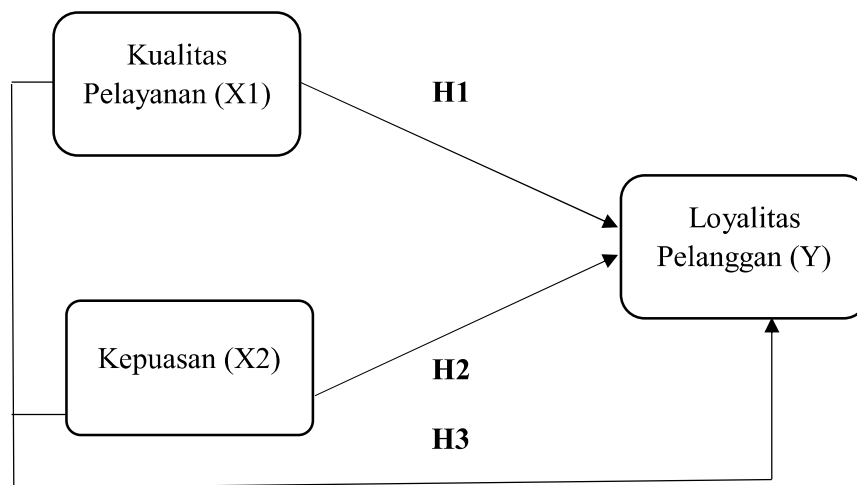 Kualitas
Pelayanan (X1)
H1
Loyalitas
Pelanggan (Y)
Kepuasan (X2)
H2
H3